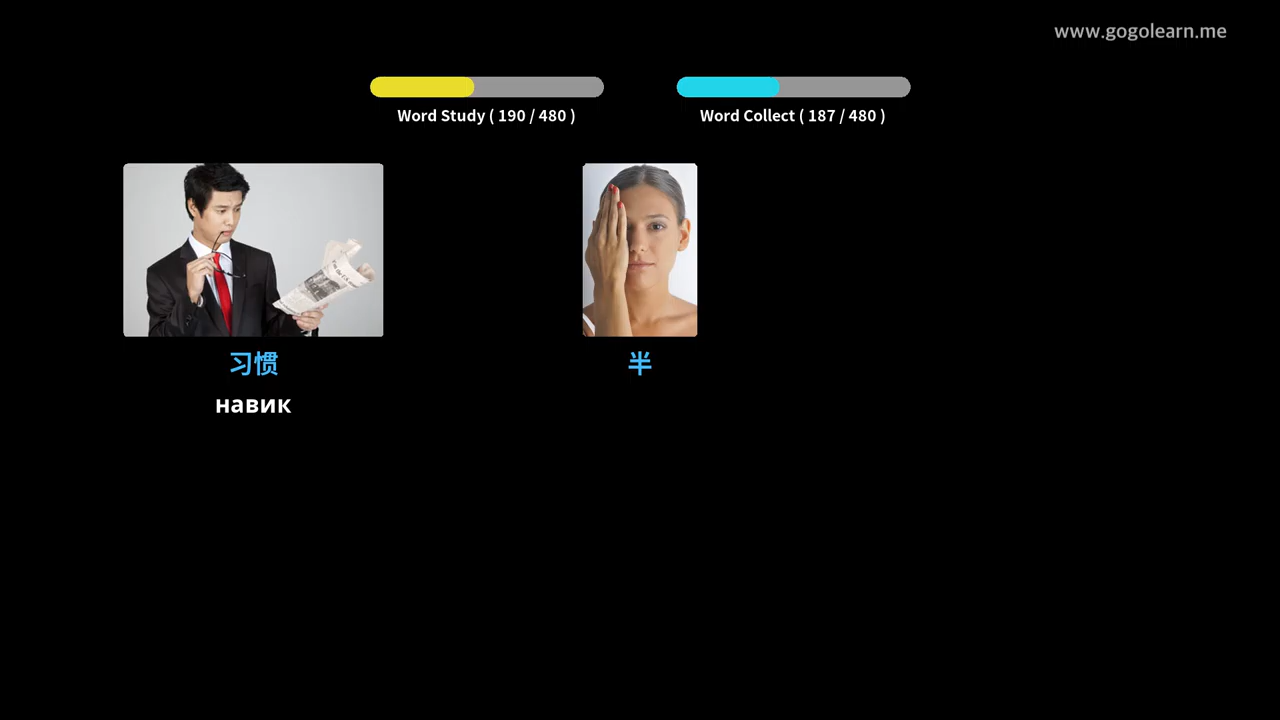 www.gogolearn.me
Word Study ( 190 / 480 )
Word Collect ( 187 / 480 )
习惯
навик
半